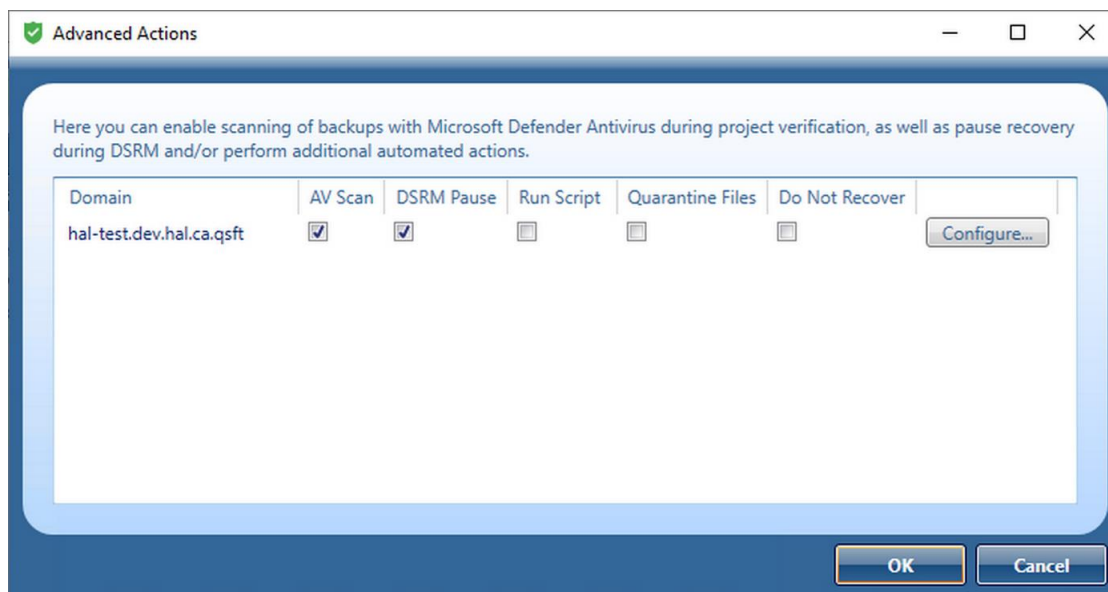 Advanced Actions
Here you can enable scanning of backups with Microsoft Defender Antivirus during project verification, as well as pause recovery
during DSRM and/or perform additional automated actions.
Domain AV Scan DSRM Pause Run Script Quarantine Files Do Not Recover
hal-test.dev.hal.ca.qsft Configure...
OK Cancel